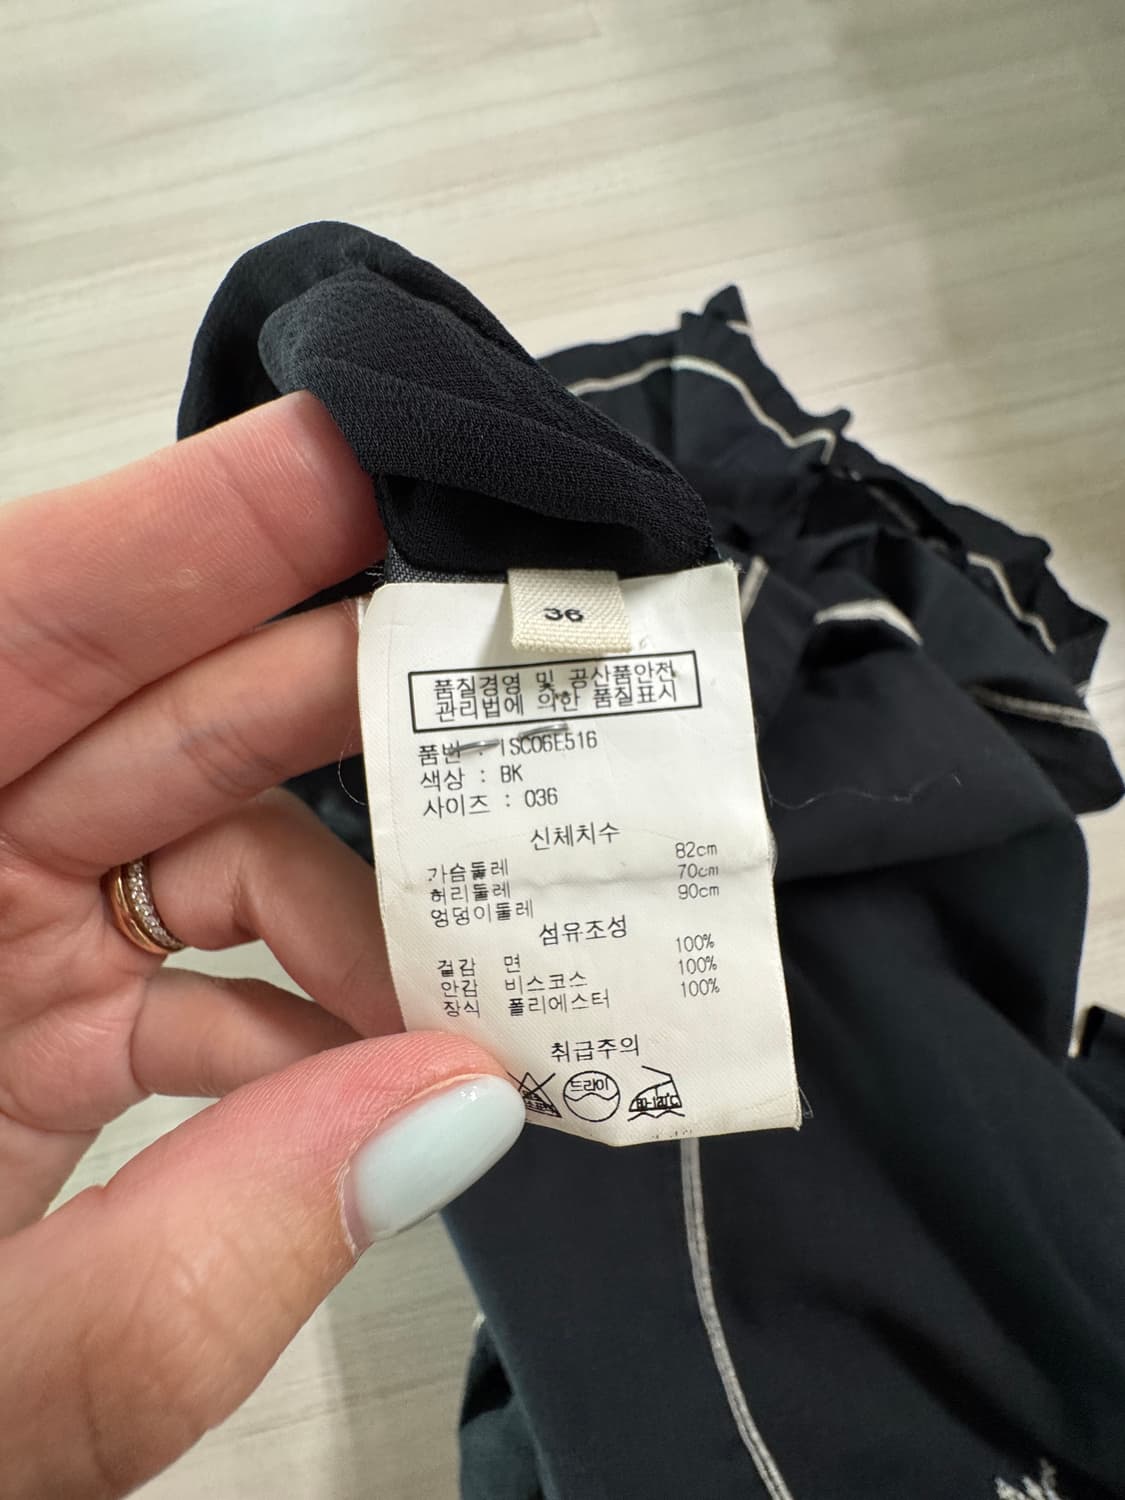 36
품질경영 및 공산품안전
관리법에 의한 품질표시
품번 : ISC06E516
색상 : BK
사이즈 : 036
신체치수
가슴둘레 82cm
허리둘레 70cm
엉덩이둘레 90cm
섬유조성
겉감 면 100%
안감 비스코스 100%
장식 폴리에스터 100%
취급주의
드라이